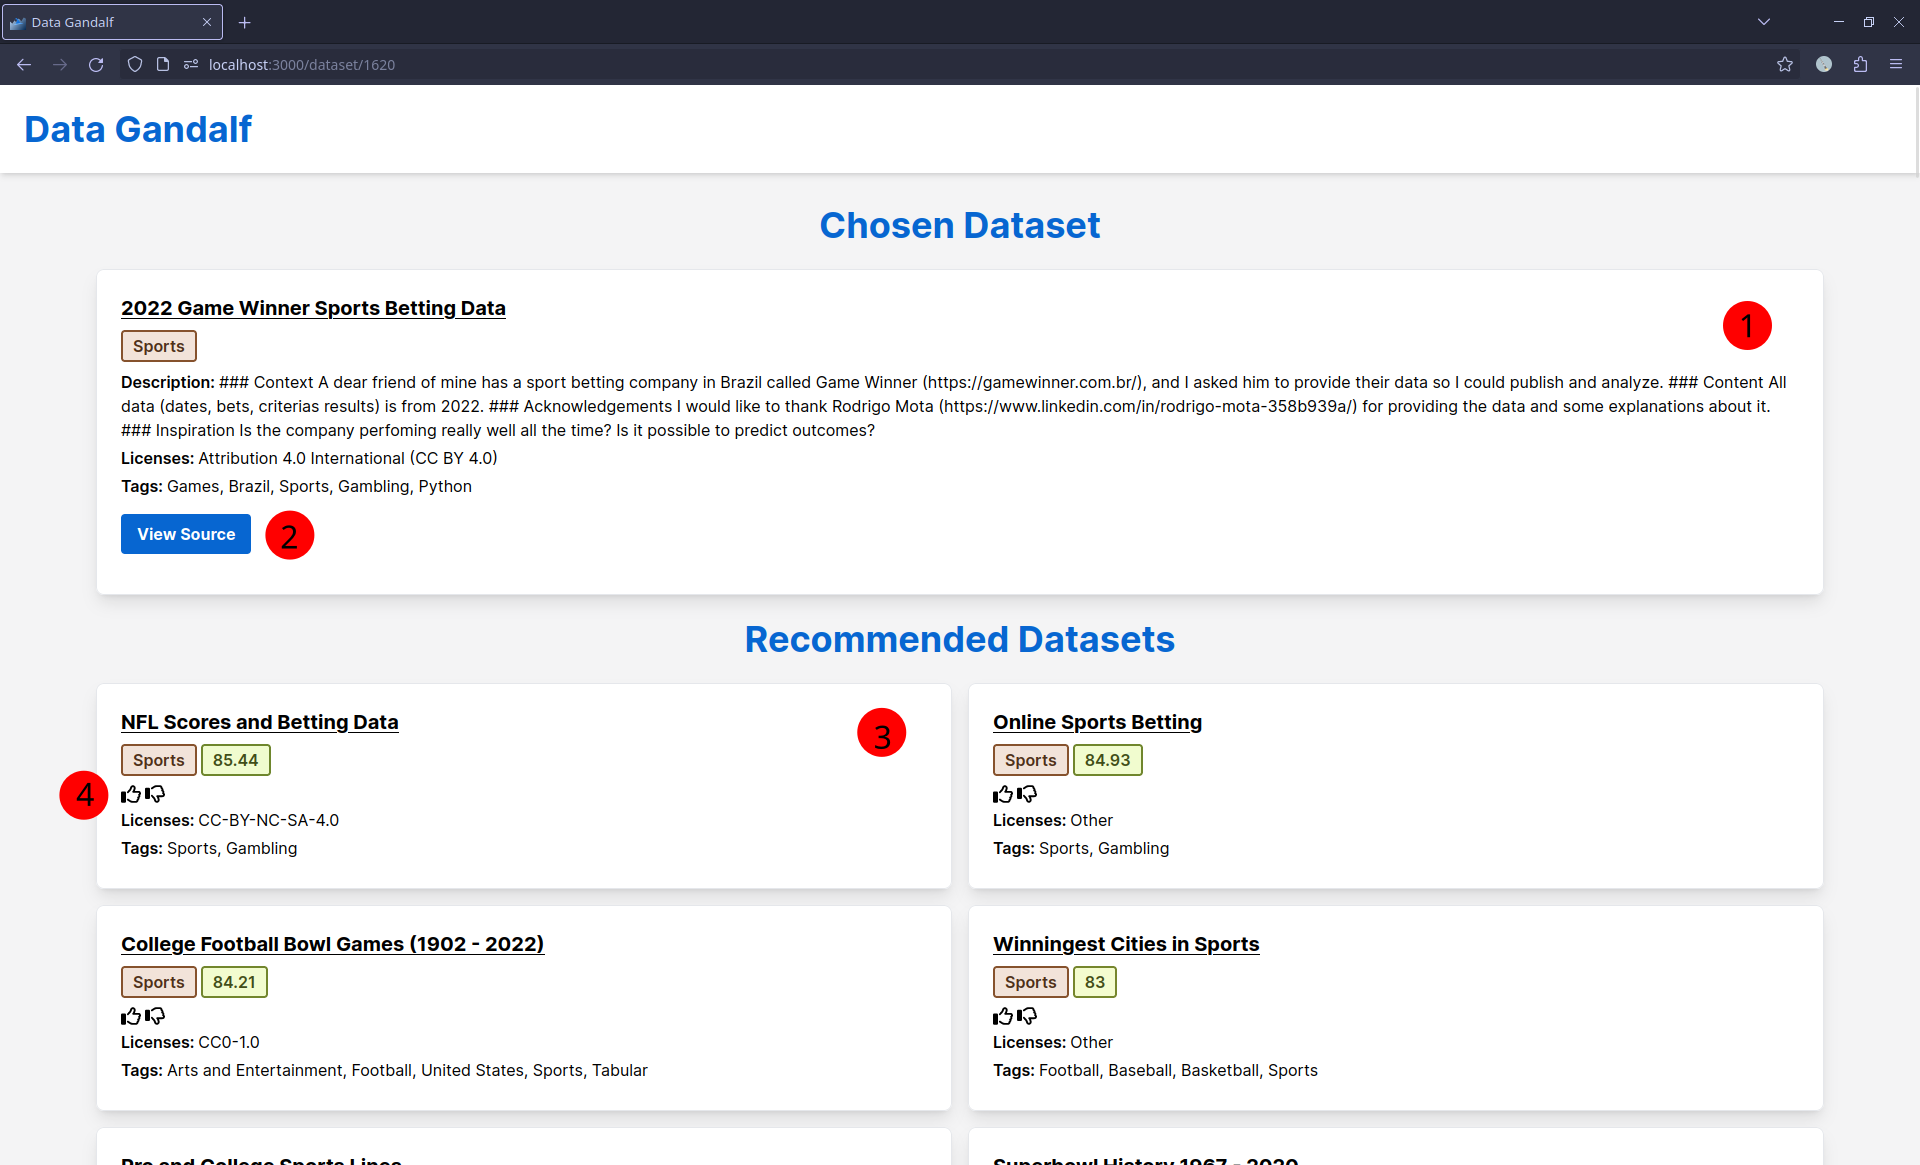 Data Gandalf
localhost:3000/dataset/1620
Data Gandalf
Chosen Dataset
2022 Game Winner Sports Betting Data
1
Sports
Description: ### Context A dear friend of mine has a sport betting company in Brazil called Game Winner (https://gamewinner.com.br/), and I asked him to provide their data so I could publish and analyze. ### Content All
data (dates, bets, criterias results) is from 2022. ### Acknowledgements I would like to thank Rodrigo Mota (https://www.linkedin.com/in/rodrigo-mota-358b939a/) for providing the data and some explanations about it.
### Inspiration Is the company perfoming really well all the time? Is it possible to predict outcomes?
Licenses: Attribution 4.0 International (CC BY 4.0)
Tags: Games, Brazil, Sports, Gambling, Python
View Source
2
Recommended Datasets
NFL Scores and Betting Data
3
Sports 85.44
4
Licenses: CC-BY-NC-SA-4.0
Tags: Sports, Gambling
Online Sports Betting
Sports 84.93
Licenses: Other
Tags: Sports, Gambling
College Football Bowl Games (1902 - 2022)
Sports 84.21
Licenses: CC0-1.0
Tags: Arts and Entertainment, Football, United States, Sports, Tabular
Winningest Cities in Sports
Sports 83
Licenses: Other
Tags: Football, Baseball, Basketball, Sports
Pro and College Sports Lines
Superbowl History 1967 - 2020